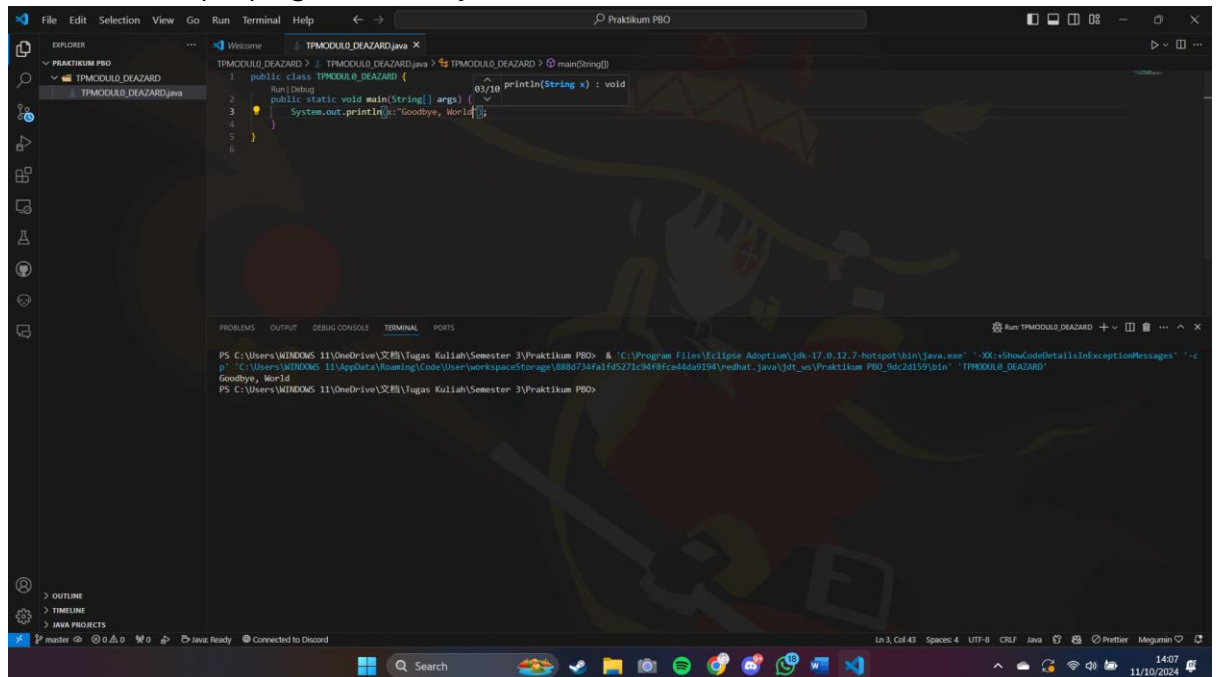 File Edit Selection View Go Run Terminal Help
Praktikum PBO
EXPLORER
PRAKTIKUM PBO
TPMODUL0_DEAZARD
TPMODUL0_DEAZARD.java
Welcome
TPMODUL0_DEAZARD.java
TPMODUL0_DEAZARD > TPMODUL0_DEAZARD.java > TPMODUL0_DEAZARD > main(String[])
1 public class TPMODUL0_DEAZARD {
Run | Debug
03/10 println(String x) : void
2 public static void main(String[] args) {
3 System.out.println(x:"Goodbye, World");
4 }
5 }
6
PROBLEMS OUTPUT DEBUG CONSOLE TERMINAL PORTS
Run: TPMODUL0_DEAZARD
PS C:\Users\WINDOWS 11\OneDrive\文档\Tugas Kuliah\Semester 3\Praktikum PBO> & 'C:\Program Files\Eclipse Adoptium\jdk-17.0.12.7-hotspot\bin\java.exe' '-XX:+ShowCodeDetailsInExceptionMessages' '-c
p' 'C:\Users\WINDOWS 11\AppData\Roaming\Code\User\workspaceStorage\888d734fa1fd5271c94f8fce44da9194\redhat.java\jdt_ws\Praktikum PBO_9dc2d159\bin' 'TPMODUL0_DEAZARD'
Goodbye, World
PS C:\Users\WINDOWS 11\OneDrive\文档\Tugas Kuliah\Semester 3\Praktikum PBO>
OUTLINE
TIMELINE
JAVA PROJECTS
master 0 0 0 Java: Ready Connected to Discord
Ln 3, Col 43 Spaces: 4 UTF-8 CRLF Java Prettier Megumin
Search
18
14:07
11/10/2024